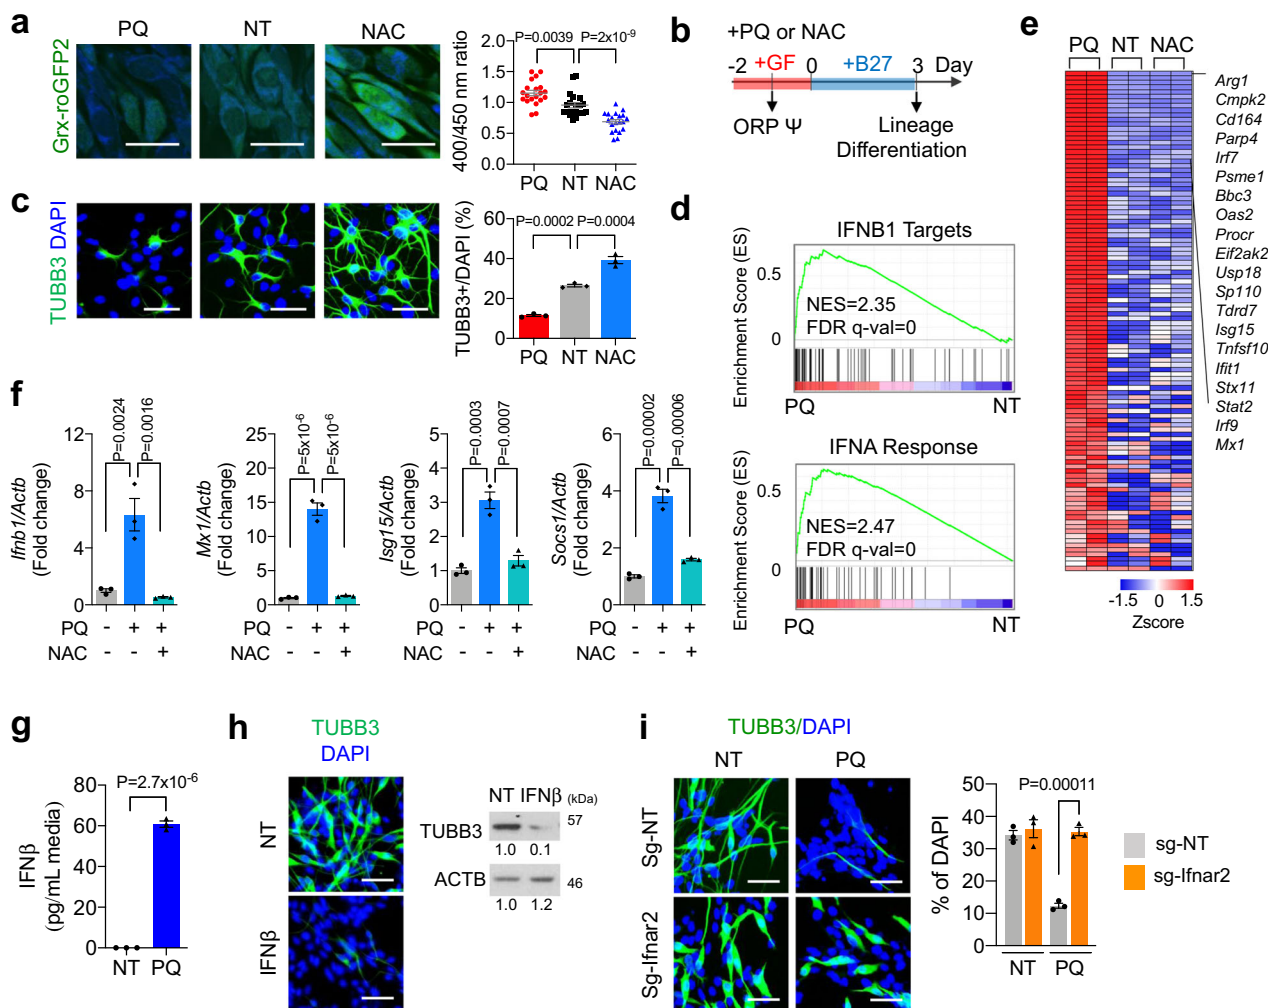 a
PQ
NT
NAC
Grx-roGFP2
400/450 nm ratio
P=0.0039
P=2x10-9
2.0
1.5
1.0
0.5
0.0
PQ
NT
NAC
b
+PQ or NAC
-2
+GF
0
+B27
3
Day
ORP Ψ
Lineage
Differentiation
c
TUBB3 DAPI
TUBB3+/DAPI (%)
P=0.0002
P=0.0004
60
40
20
0
PQ
NT
NAC
d
IFNB1 Targets
Enrichment Score (ES)
0.5
0
NES=2.35
FDR q-val=0
PQ
NT
IFNA Response
Enrichment Score (ES)
0.5
0
NES=2.47
FDR q-val=0
PQ
NT
e
PQ
NT
NAC
Arg1
Cmpk2
Cd164
Parp4
Irf7
Psme1
Bbc3
Oas2
Procr
Eif2ak2
Usp18
Sp110
Tdrd7
Isg15
Tnfsf10
Ifit1
Stx11
Stat2
Irf9
Mx1
-1.5
0
1.5
Zscore
f
Ifnb1/Actb
(Fold change)
P=0.0024
P=0.0016
12
8
4
0
PQ - + +
NAC - - +
Mx1/Actb
(Fold change)
P=5x10-6
P=5x10-6
25
20
15
10
5
0
PQ - + +
NAC - - +
Isg15/Actb
(Fold change)
P=0.0003
P=0.0007
5
4
3
2
1
0
PQ - + +
NAC - - +
Socs1/Actb
(Fold change)
P=0.00002
P=0.00006
6
4
2
0
PQ - + +
NAC - - +
g
IFNβ
(pg/mL media)
P=2.7x10-6
80
60
40
20
0
NT
PQ
h
TUBB3
DAPI
NT
IFNβ
NT IFNβ (kDa)
TUBB3
57
1.0 0.1
ACTB
46
1.0 1.2
i
TUBB3/DAPI
NT
PQ
Sg-NT
Sg-Ifnar2
% of DAPI
P=0.00011
50
40
30
20
10
0
NT
PQ
sg-NT
sg-Ifnar2